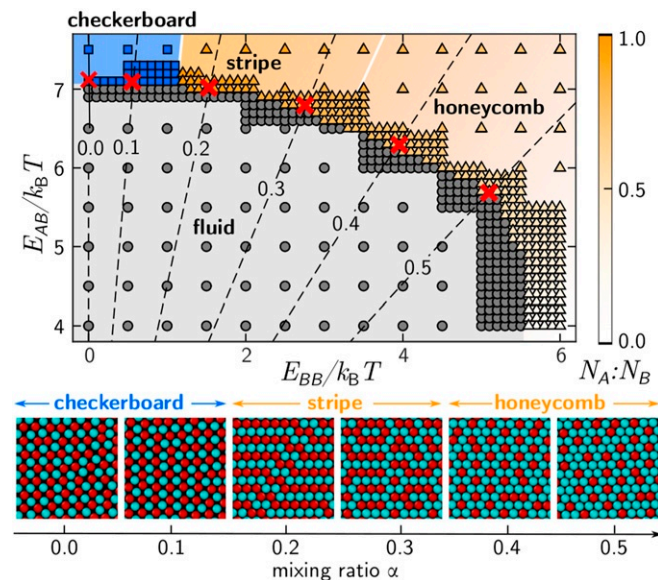 checkerboard
stripe
honeycomb
fluid
0.0
0.1
0.2
0.3
0.4
0.5
7
6
5
4
E_AB/k_BT
0
2
4
6
E_BB/k_BT
1.0
0.5
0.0
N_A:N_B
checkerboard
stripe
honeycomb
0.0
0.1
0.2
0.3
0.4
0.5
mixing ratio α